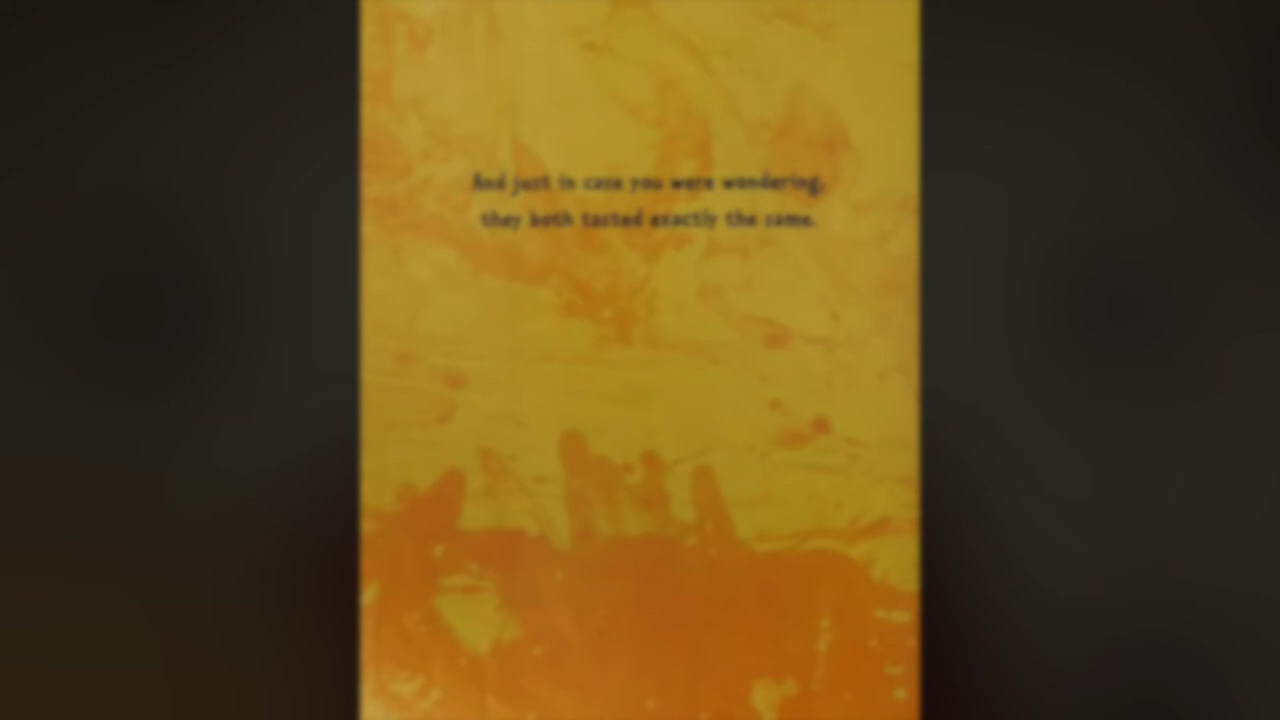 And just in case you were wondering,
they both tasted exactly the same.